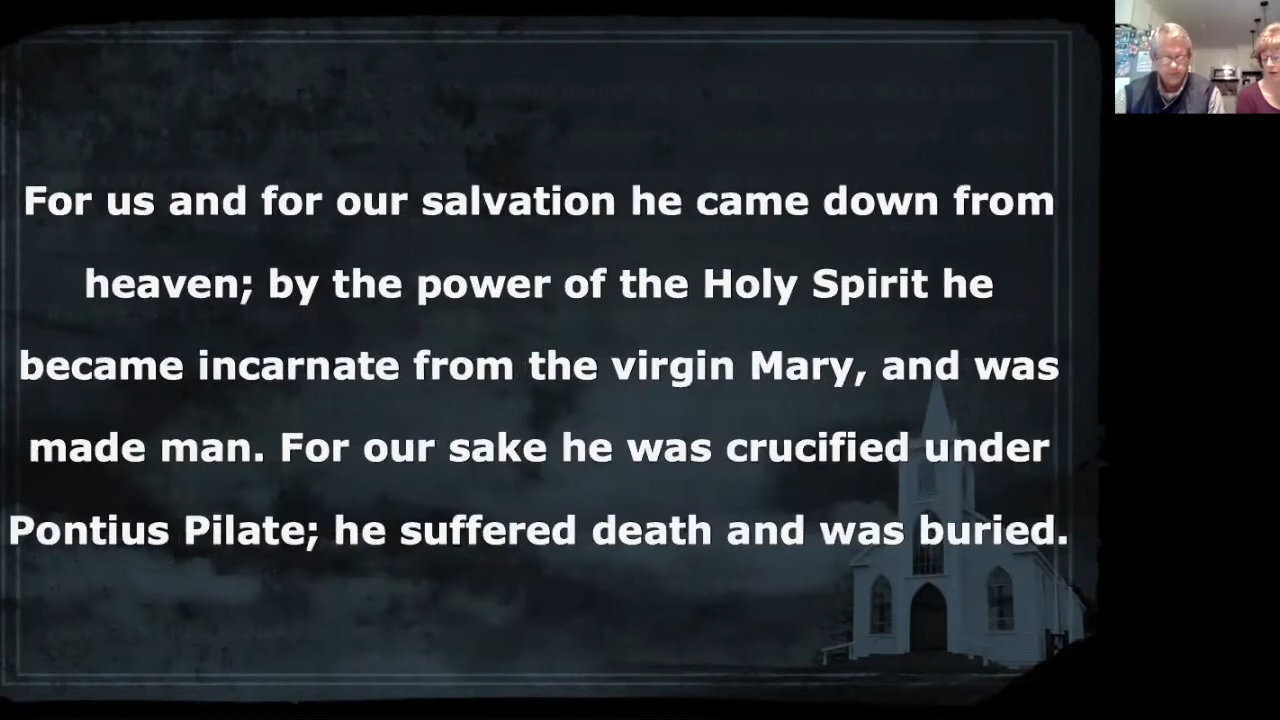 For us and for our salvation he came down from
heaven; by the power of the Holy Spirit he
became incarnate from the virgin Mary, and was
made man. For our sake he was crucified under
Pontius Pilate; he suffered death and was buried.